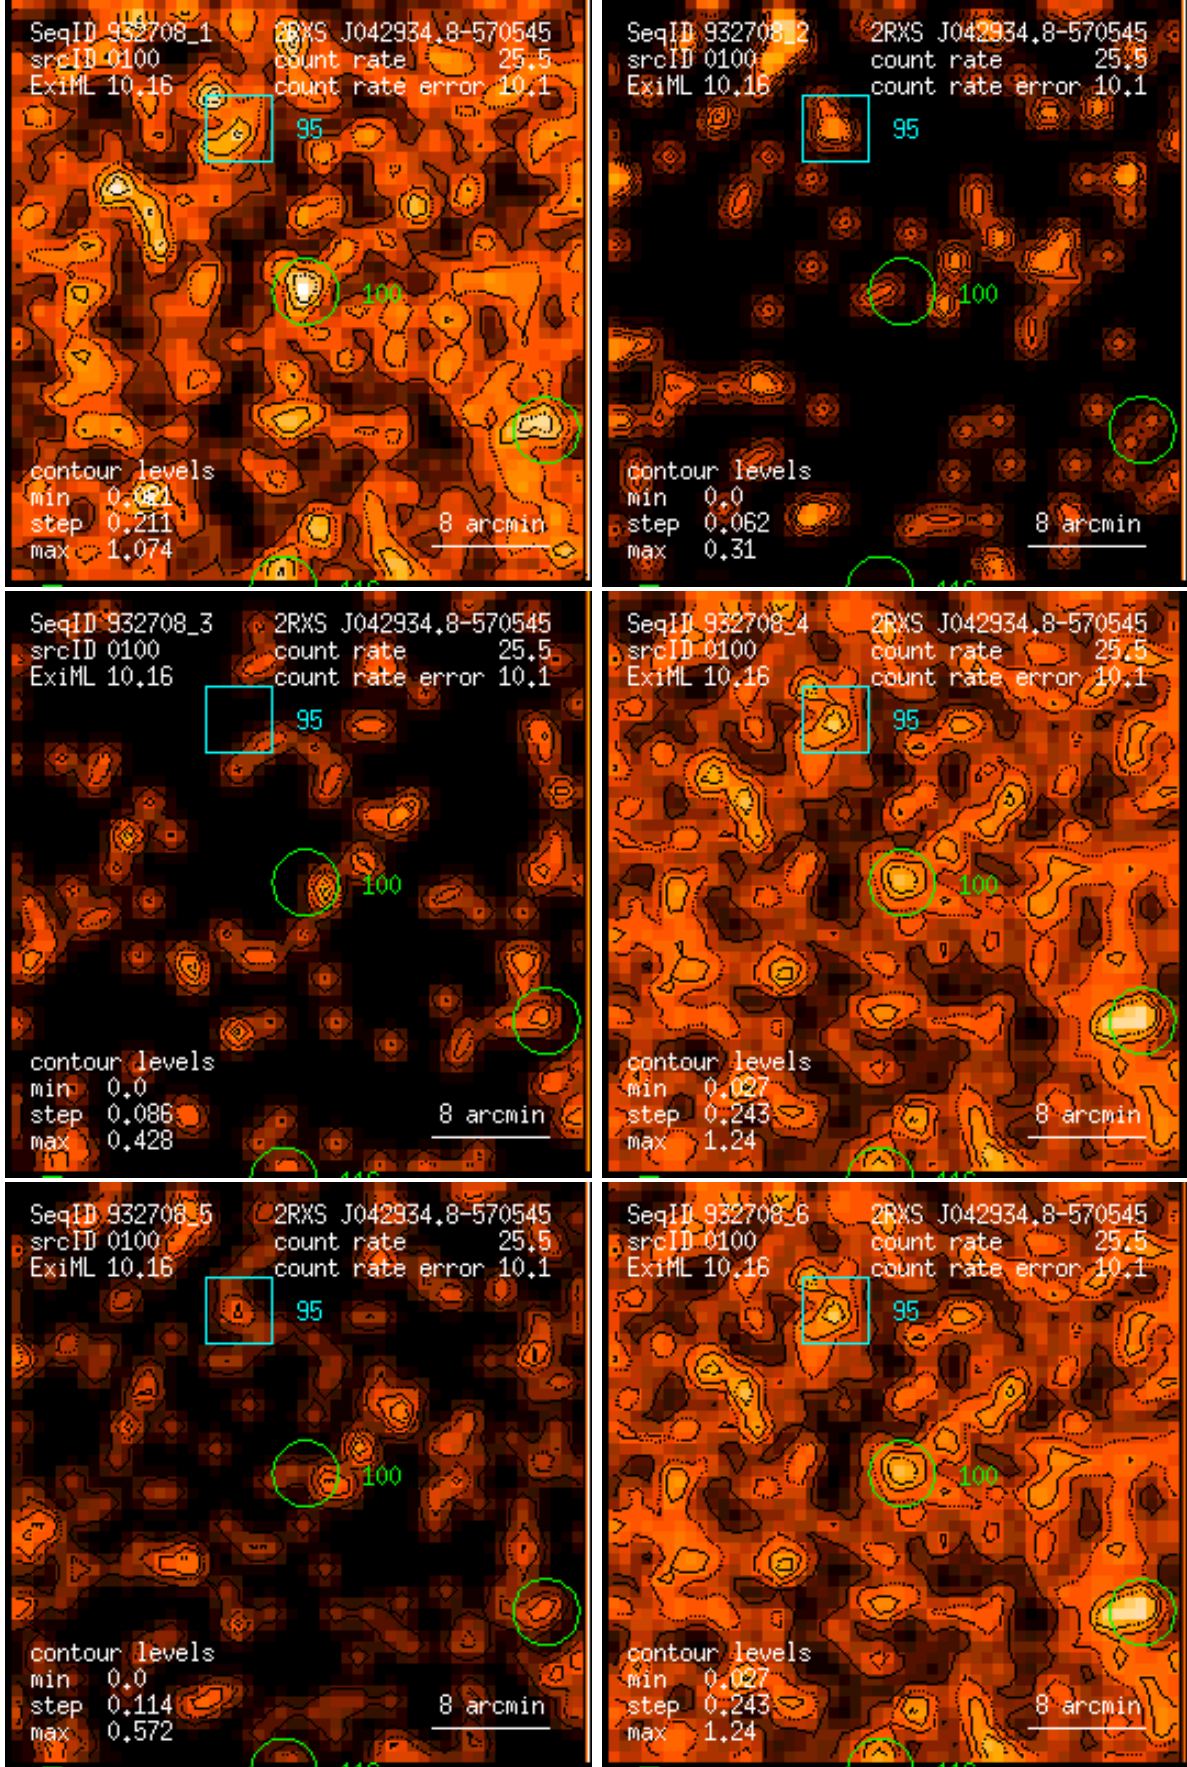 SeqID 932708_1 2RXS J042934.8-570545
srcID 0100 count rate 25.5
ExiML 10.16 count rate error 10.1
95
100
contour levels
min
step 0.211
max 1.074
8 arcmin
SeqID 932708_2 2RXS J042934.8-570545
srcID 0100 count rate 25.5
ExiML 10.16 count rate error 10.1
95
100
contour levels
min 0.0
step 0.062
max 0.31
8 arcmin
SeqID 932708_3 2RXS J042934.8-570545
srcID 0100 count rate 25.5
ExiML 10.16 count rate error 10.1
95
100
contour levels
min 0.0
step 0.086
max 0.428
8 arcmin
SeqID 932708_4 2RXS J042934.8-570545
srcID 0100 count rate 25.5
ExiML 10.16 count rate error 10.1
95
100
contour levels
min 0.027
step 0.243
max 1.24
8 arcmin
SeqID 932708_5 2RXS J042934.8-570545
srcID 0100 count rate 25.5
ExiML 10.16 count rate error 10.1
95
100
contour levels
min 0.0
step 0.114
max 0.572
8 arcmin
SeqID 932708_6 2RXS J042934.8-570545
srcID 0100 count rate 25.5
ExiML 10.16 count rate error 10.1
95
100
contour levels
min 0.027
step 0.243
max 1.24
8 arcmin